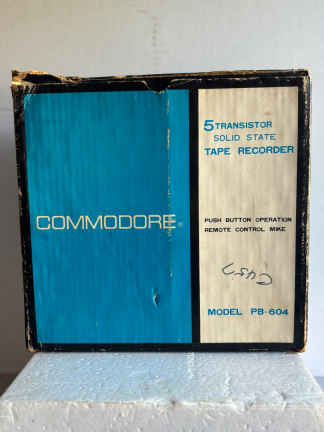 COMMODORE
5 TRANSISTOR
SOLID STATE
TAPE RECORDER
PUSH BUTTON OPERATION
REMOTE CONTROL MIKE
MODEL PB-604